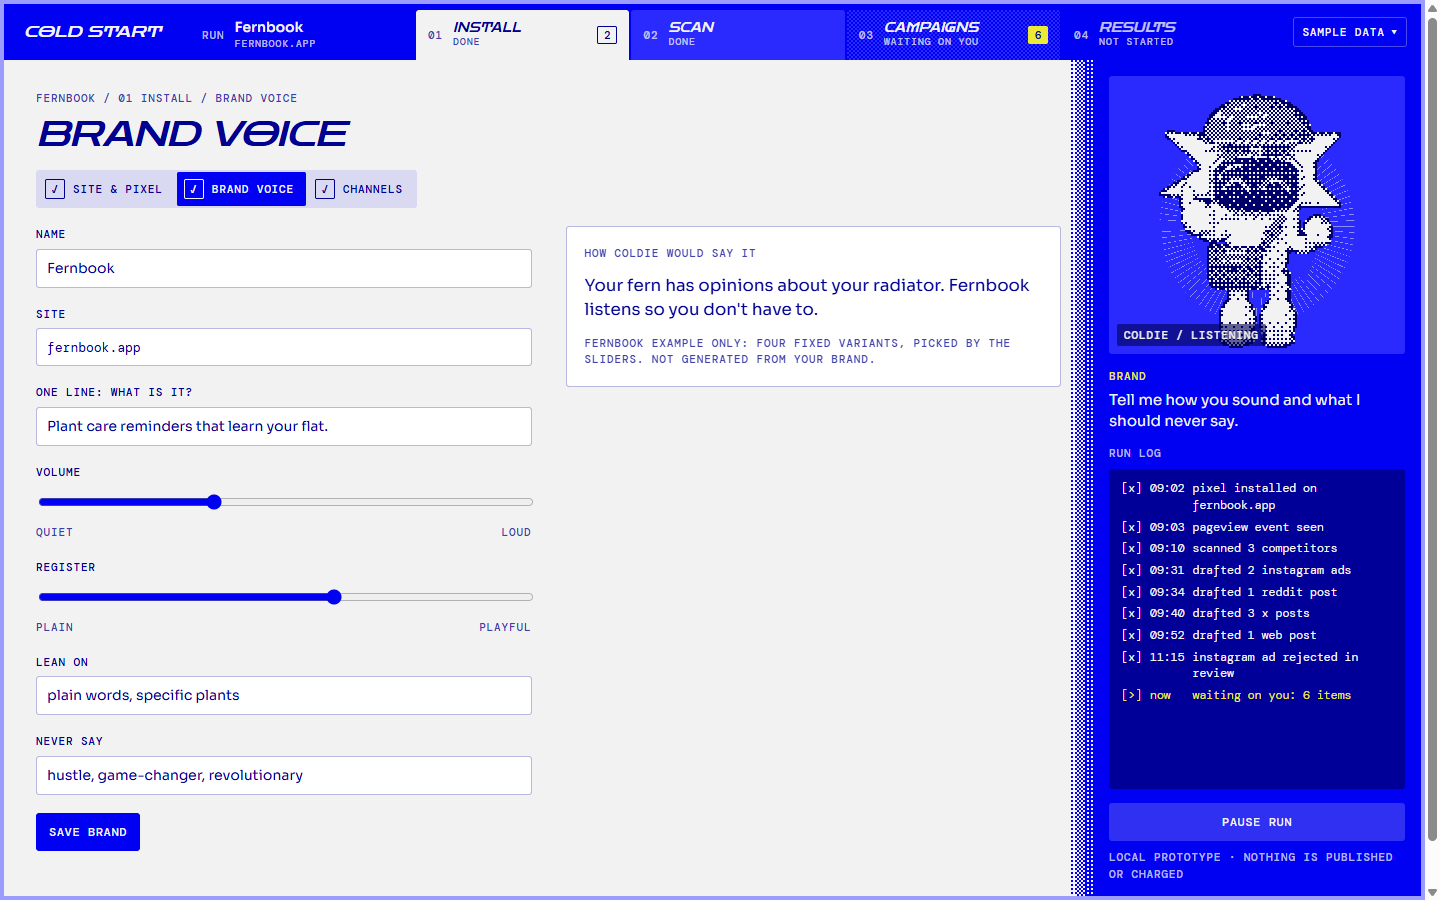 COLD START
RUN
Fernbook
FERNBOOK.APP
01 INSTALL
DONE
2
02 SCAN
DONE
03 CAMPAIGNS
WAITING ON YOU
6
04 RESULTS
NOT STARTED
SAMPLE DATA ▾
FERNBOOK / 01 INSTALL / BRAND VOICE
BRAND VOICE
✓ SITE & PIXEL
✓ BRAND VOICE
✓ CHANNELS
NAME
Fernbook
SITE
fernbook.app
ONE LINE: WHAT IS IT?
Plant care reminders that learn your flat.
VOLUME
QUIET
LOUD
REGISTER
PLAIN
PLAYFUL
LEAN ON
plain words, specific plants
NEVER SAY
hustle, game-changer, revolutionary
SAVE BRAND
HOW COLDIE WOULD SAY IT
Your fern has opinions about your radiator. Fernbook
listens so you don't have to.
FERNBOOK EXAMPLE ONLY: FOUR FIXED VARIANTS, PICKED BY THE
SLIDERS. NOT GENERATED FROM YOUR BRAND.
COLDIE / LISTENING
BRAND
Tell me how you sound and what I
should never say.
RUN LOG
[x] 09:02 pixel installed on
fernbook.app
[x] 09:03 pageview event seen
[x] 09:10 scanned 3 competitors
[x] 09:31 drafted 2 instagram ads
[x] 09:34 drafted 1 reddit post
[x] 09:40 drafted 3 x posts
[x] 09:52 drafted 1 web post
[x] 11:15 instagram ad rejected in
review
[>] now waiting on you: 6 items
PAUSE RUN
LOCAL PROTOTYPE · NOTHING IS PUBLISHED
OR CHARGED